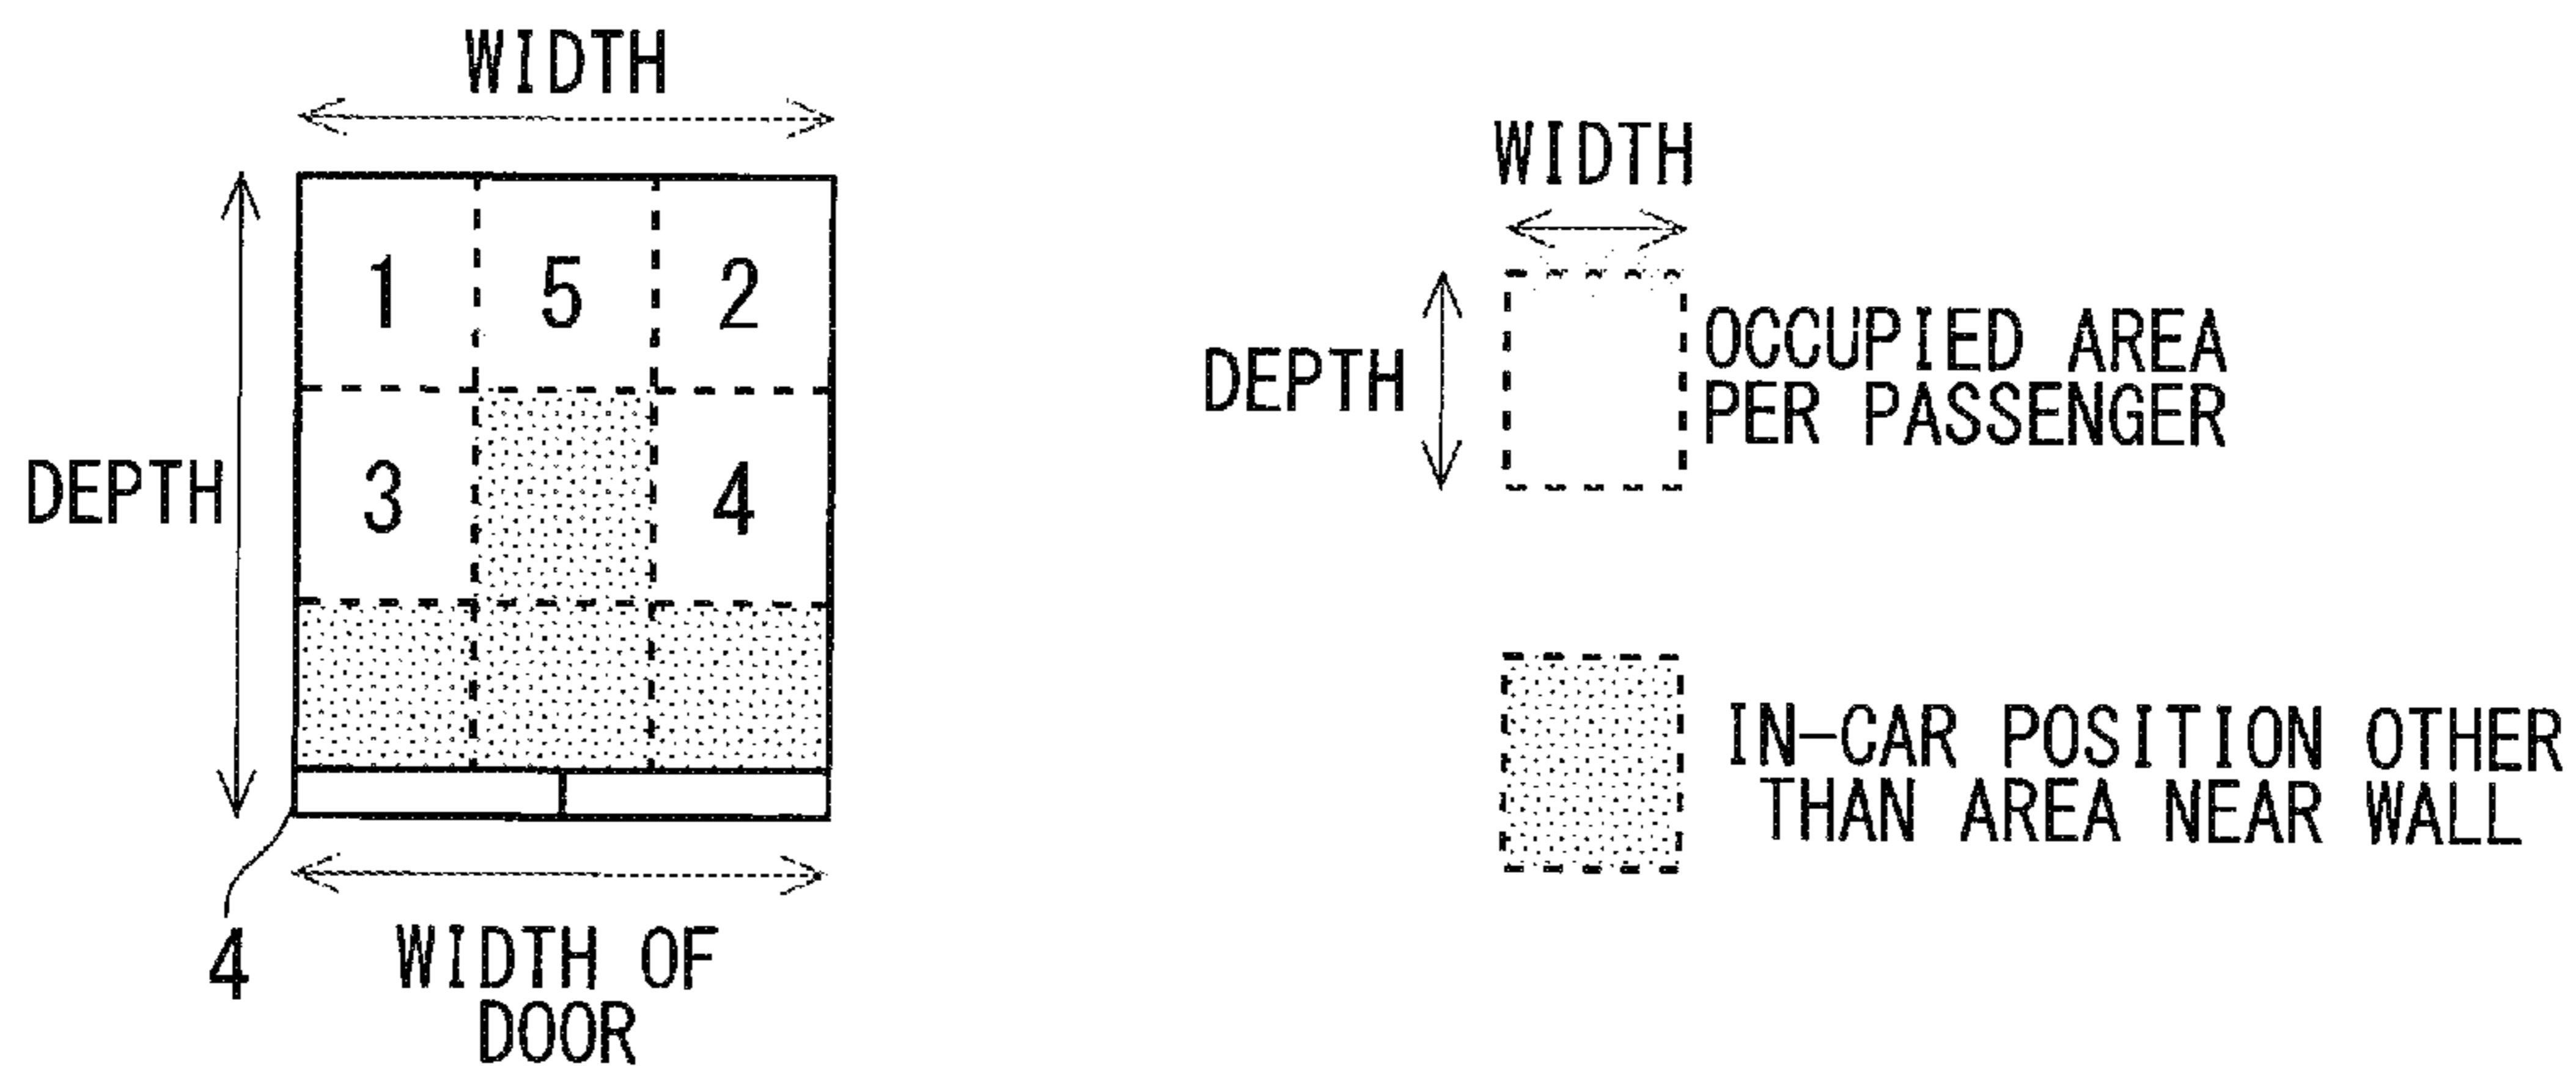 WIDTH
1 5 2
DEPTH
3 4
4
WIDTH OF
DOOR
WIDTH
DEPTH
OCCUPIED AREA
PER PASSENGER
IN-CAR POSITION OTHER
THAN AREA NEAR WALL